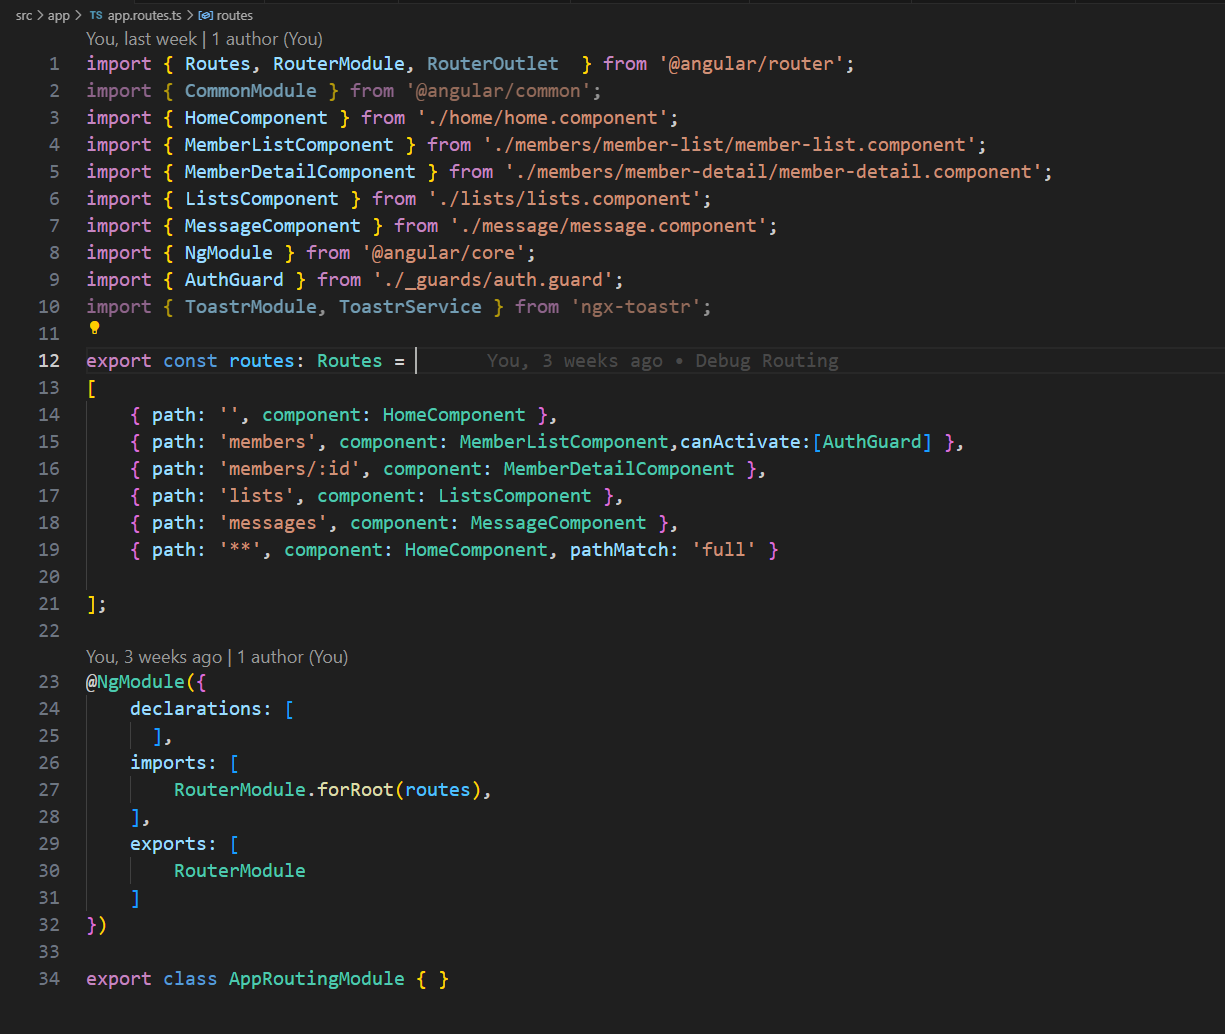 src > app > TS app.routes.ts > routes
You, last week | 1 author (You)
1 import { Routes, RouterModule, RouterOutlet  } from '@angular/router';
2 import { CommonModule } from '@angular/common';
3 import { HomeComponent } from './home/home.component';
4 import { MemberListComponent } from './members/member-list/member-list.component';
5 import { MemberDetailComponent } from './members/member-detail/member-detail.component';
6 import { ListsComponent } from './lists/lists.component';
7 import { MessageComponent } from './message/message.component';
8 import { NgModule } from '@angular/core';
9 import { AuthGuard } from './_guards/auth.guard';
10 import { ToastrModule, ToastrService } from 'ngx-toastr';
11
12 export const routes: Routes = You, 3 weeks ago • Debug Routing
13 [
14     { path: '', component: HomeComponent },
15     { path: 'members', component: MemberListComponent,canActivate:[AuthGuard] },
16     { path: 'members/:id', component: MemberDetailComponent },
17     { path: 'lists', component: ListsComponent },
18     { path: 'messages', component: MessageComponent },
19     { path: '**', component: HomeComponent, pathMatch: 'full' }
20
21 ];
22
You, 3 weeks ago | 1 author (You)
23 @NgModule({
24     declarations: [
25       ],
26     imports: [
27         RouterModule.forRoot(routes),
28     ],
29     exports: [
30         RouterModule
31     ]
32 })
33
34 export class AppRoutingModule { }